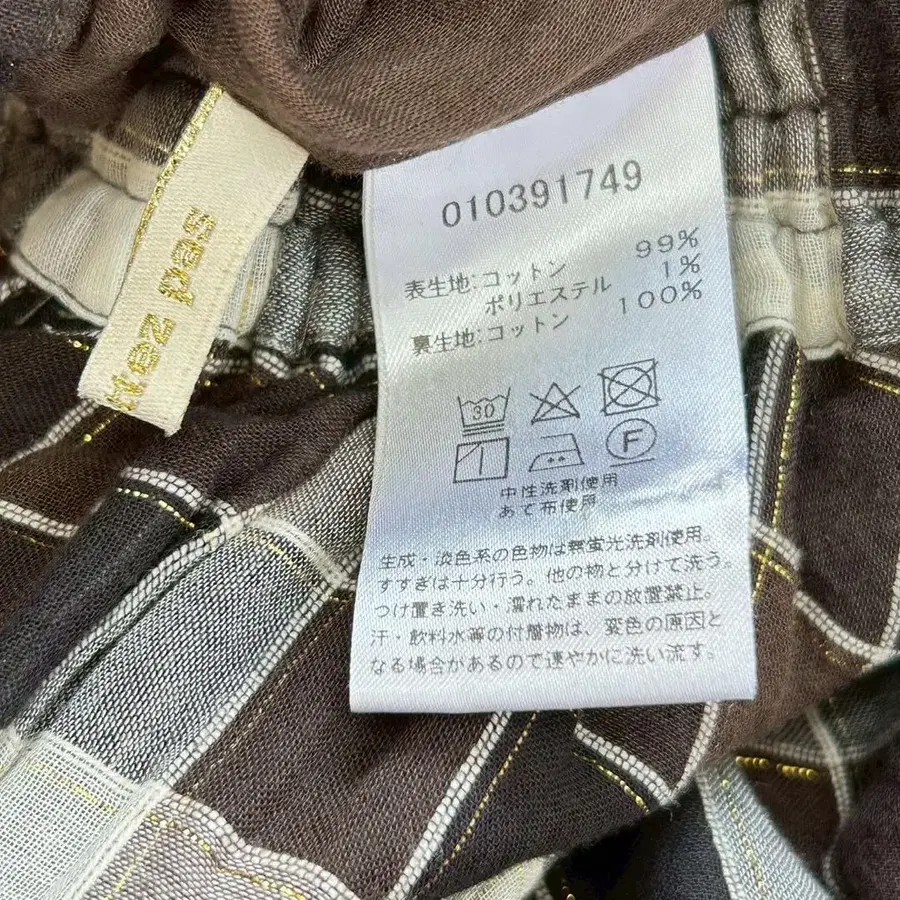 010391749
表生地:コットン 99%
ポリエステル 1%
裏生地:コットン 100%
30
F
中性洗剤使用
あて布使用
生成・淡色系の色物は無蛍光洗剤使用。
すすぎは十分行う。他の物と分けて洗う。
つけ置き洗い・濡れたままの放置禁止。
汗・飲料水等の付着物は、変色の原因と
なる場合があるので速やかに洗い流す。
pas